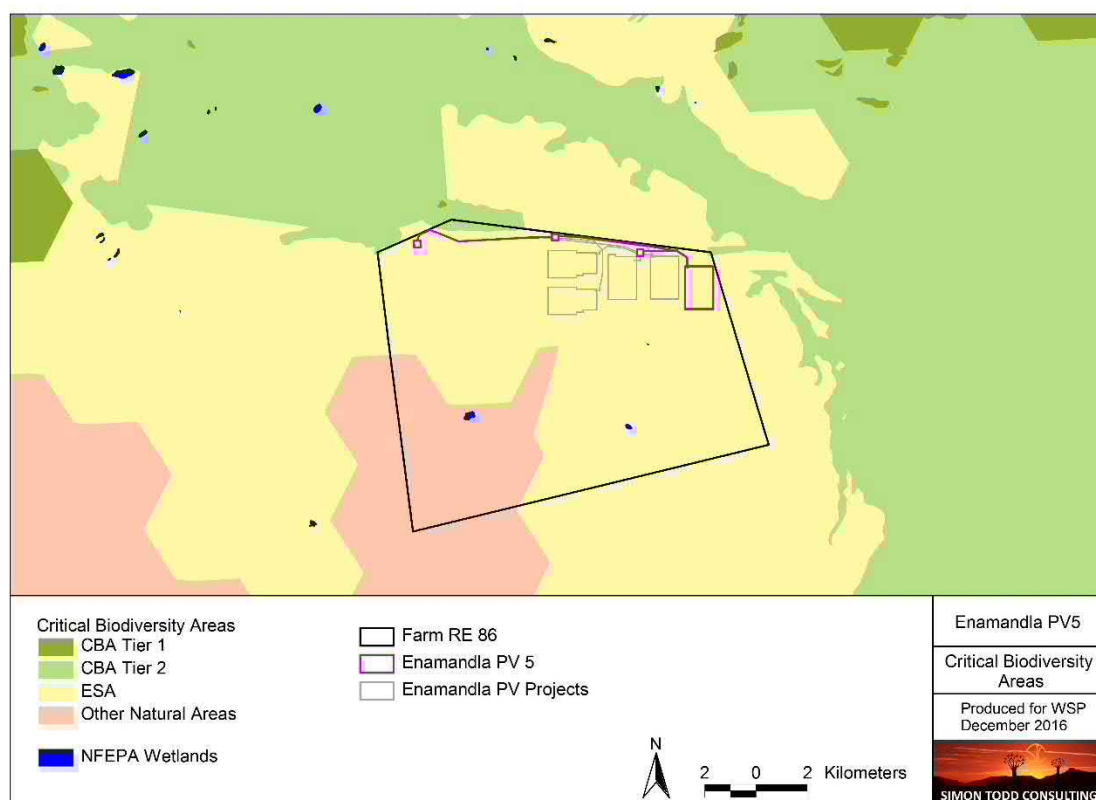 Critical Biodiversity Areas
CBA Tier 1
CBA Tier 2
ESA
Other Natural Areas
NFEPA Wetlands
Farm RE 86
Enamandla PV 5
Enamandla PV Projects
N
2 0 2 Kilometers
Enamandla PV5
Critical Biodiversity
Areas
Produced for WSP
December 2016
SIMON TODD CONSULTING